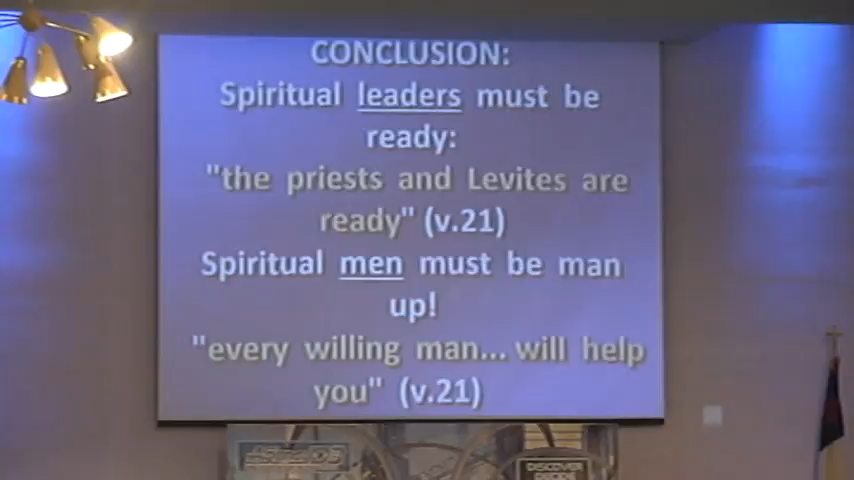 CONCLUSION:
Spiritual leaders must be
ready:
"the priests and Levites are
ready" (v.21)
Spiritual men must be man
up!
"every willing man... will help
you" (v.21)
DISCOVER